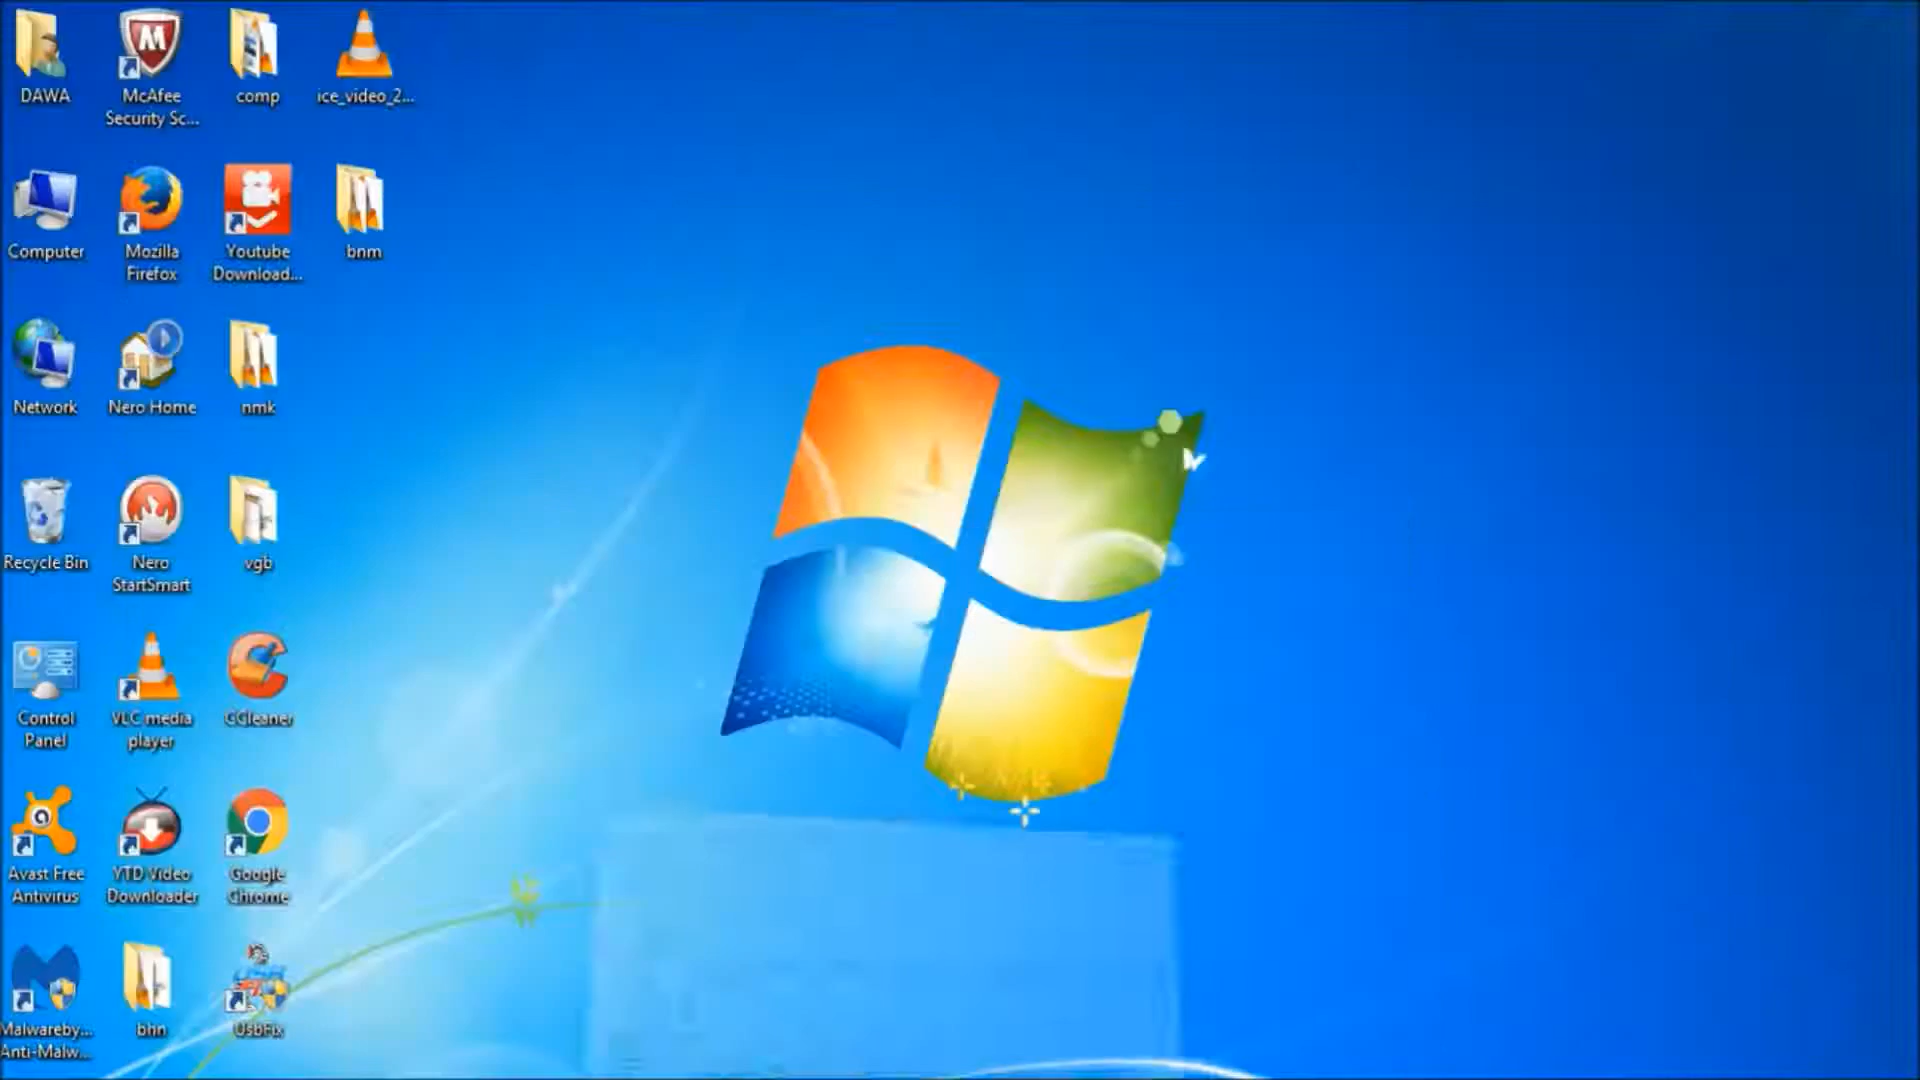 DAWA
McAfee
Security Sc...
comp
ice_video_2...
Computer
Mozilla
Firefox
Youtube
Download...
bnm
Network
Nero Home
nmk
Recycle Bin
Nero
StartSmart
vgb
Control
Panel
VLC media
player
CCleaner
Avast Free
Antivirus
YTD Video
Downloader
Google
Chrome
Malwareby...
Anti-Malw...
bhn
UsbFix